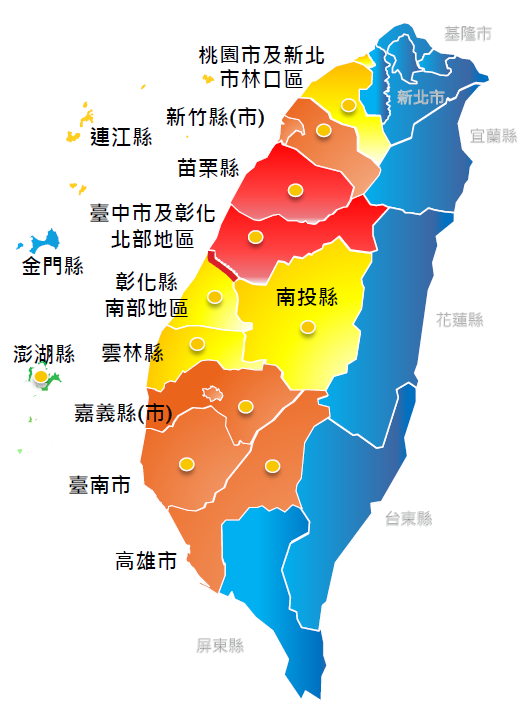 基隆市
桃園市及新北
市林口區
新北市
新竹縣(市)
連江縣
宜蘭縣
苗栗縣
臺中市及彰化
北部地區
金門縣
彰化縣
南部地區
南投縣
花蓮縣
澎湖縣
雲林縣
嘉義縣(市)
臺南市
台東縣
高雄市
屏東縣